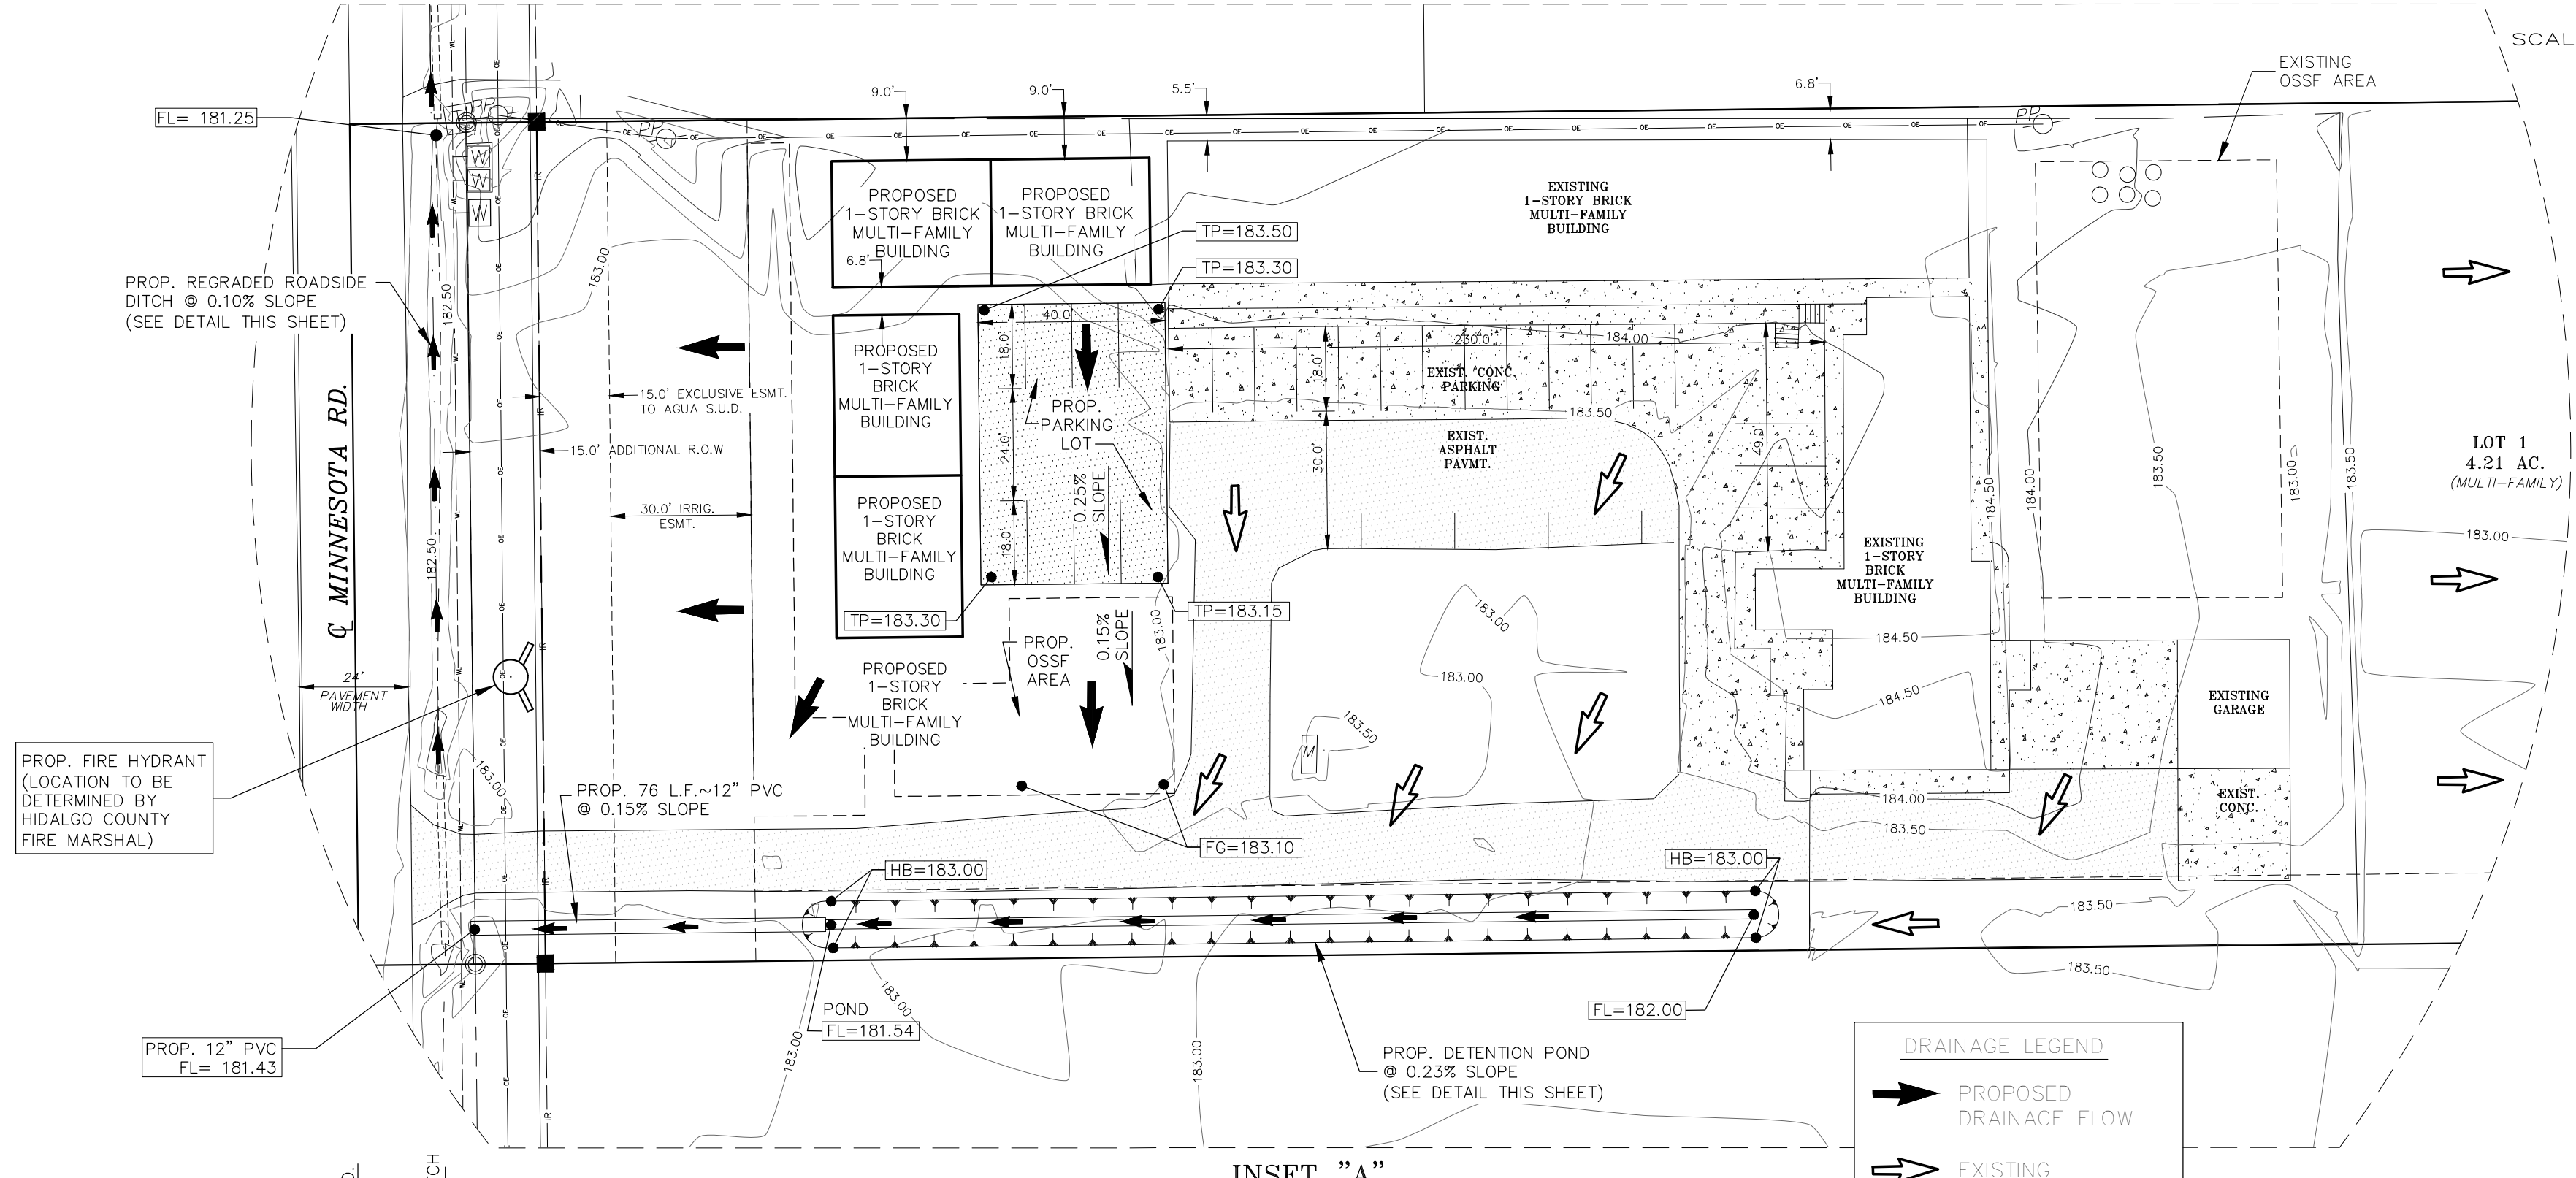 SCAL
EXISTING
OSSF AREA
FL= 181.25
9.0'
9.0'
5.5'
6.8'
PP
PP
PP
OE
WL
IR
W
W
W
PROPOSED
1-STORY BRICK
MULTI-FAMILY
BUILDING
6.8'
PROPOSED
1-STORY BRICK
MULTI-FAMILY
BUILDING
EXISTING
1-STORY BRICK
MULTI-FAMILY
BUILDING
TP=183.50
TP=183.30
PROP. REGRADED ROADSIDE
DITCH @ 0.10% SLOPE
(SEE DETAIL THIS SHEET)
182.50
183.00
40.0'
18.0'
24.0'
18.0'
230.0'
184.00
18.0'
EXIST. CONC.
PARKING
183.50
49.0'
30.0'
EXIST.
ASPHALT
PAVMT.
PROPOSED
1-STORY
BRICK
MULTI-FAMILY
BUILDING
PROP.
PARKING
LOT
0.25%
SLOPE
15.0' EXCLUSIVE ESMT.
TO AGUA S.U.D.
15.0' ADDITIONAL R.O.W
30.0' IRRIG.
ESMT.
℄ MINNESOTA RD.
182.50
PROPOSED
1-STORY
BRICK
MULTI-FAMILY
BUILDING
TP=183.30
TP=183.15
EXISTING
1-STORY
BRICK
MULTI-FAMILY
BUILDING
184.50
184.00
183.50
183.00
183.50
LOT 1
4.21 AC.
(MULTI-FAMILY)
183.00
184.50
184.50
183.00
183.00
183.50
M
24'
PAVEMENT
WIDTH
PROP.
OSSF
AREA
0.15%
SLOPE
183.00
PROPOSED
1-STORY
BRICK
MULTI-FAMILY
BUILDING
EXISTING
GARAGE
EXIST.
CONC.
184.00
183.50
PROP. FIRE HYDRANT
(LOCATION TO BE
DETERMINED BY
HIDALGO COUNTY
FIRE MARSHAL)
183.00
PROP. 76 L.F.~12" PVC
@ 0.15% SLOPE
FG=183.10
HB=183.00
HB=183.00
183.50
183.50
183.00
POND
FL=181.54
183.00
183.00
FL=182.00
PROP. 12" PVC
FL= 181.43
PROP. DETENTION POND
@ 0.23% SLOPE
(SEE DETAIL THIS SHEET)
DRAINAGE LEGEND
PROPOSED
DRAINAGE FLOW
EXISTING
INSET "A"
TCH